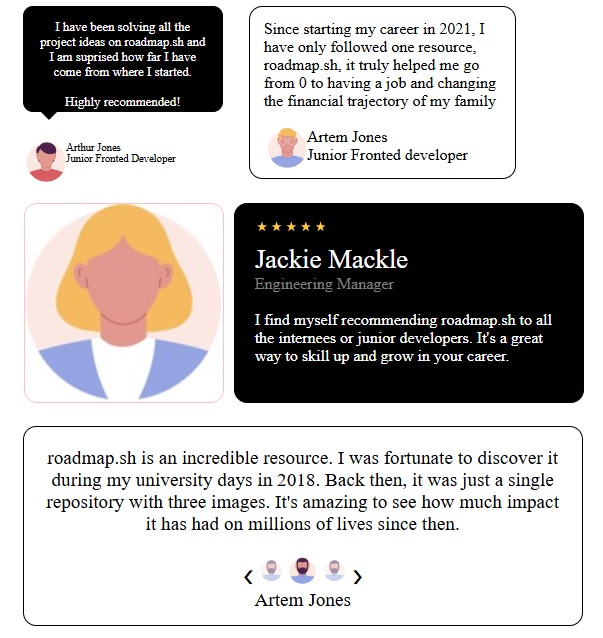 I have been solving all the
project ideas on roadmap.sh and
I am suprised how far I have
come from where I started.
Highly recommended!
Arthur Jones
Junior Fronted Developer
Since starting my career in 2021, I
have only followed one resource,
roadmap.sh, it truly helped me go
from 0 to having a job and changing
the financial trajectory of my family
Artem Jones
Junior Fronted developer
★★★★★
Jackie Mackle
Engineering Manager
I find myself recommending roadmap.sh to all
the internees or junior developers. It's a great
way to skill up and grow in your career.
roadmap.sh is an incredible resource. I was fortunate to discover it
during my university days in 2018. Back then, it was just a single
repository with three images. It's amazing to see how much impact
it has had on millions of lives since then.
‹ ›
Artem Jones